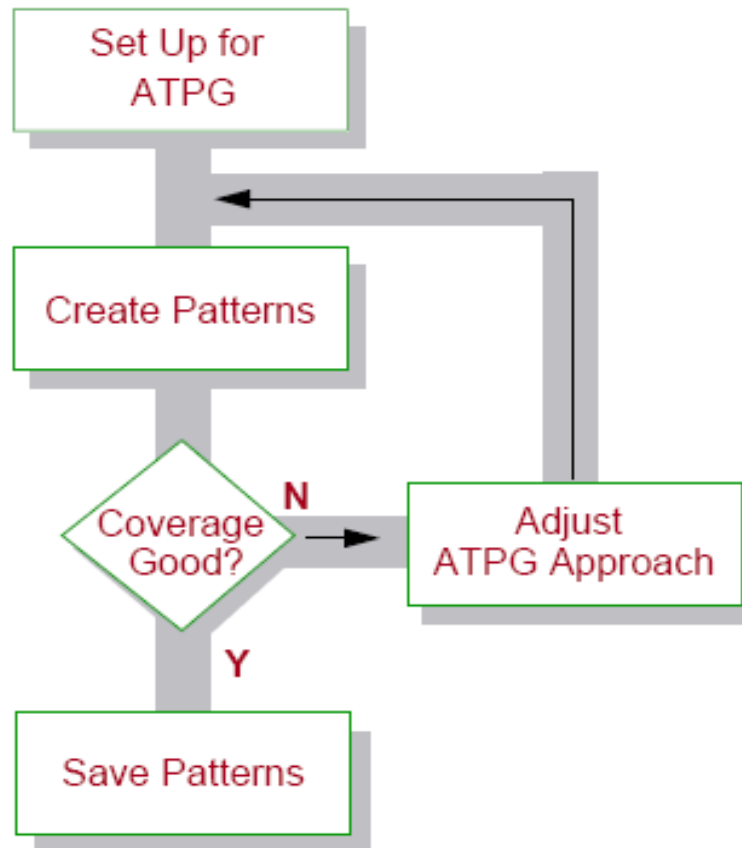 Set Up for
ATPG
Create Patterns
Coverage
Good?
N
Adjust
ATPG Approach
Y
Save Patterns